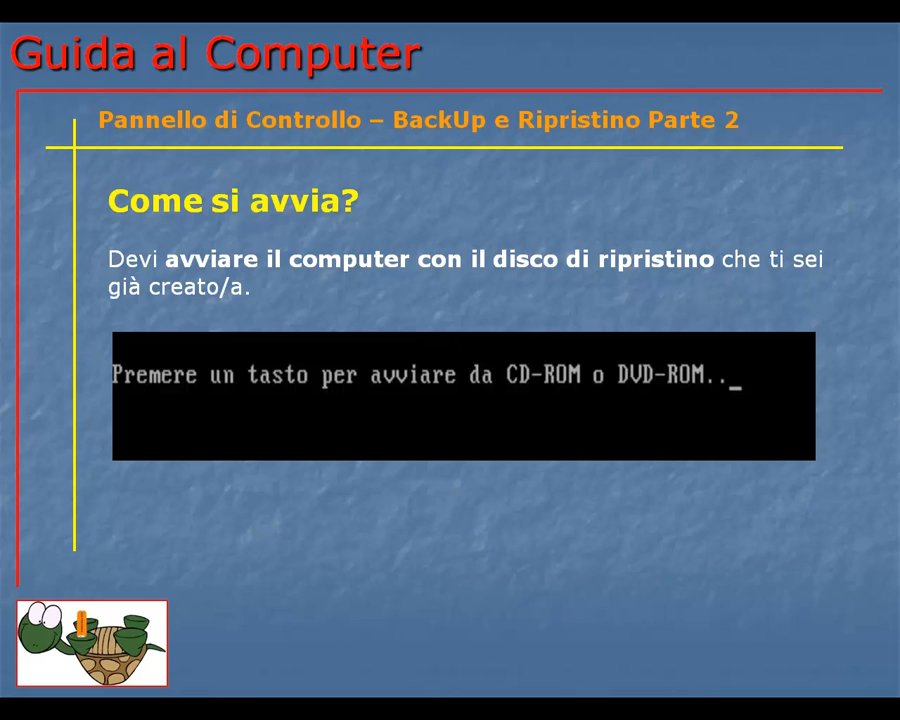 Guida al Computer
Pannello di Controllo – BackUp e Ripristino Parte 2
Come si avvia?
Devi avviare il computer con il disco di ripristino che ti sei
già creato/a.
Premere un tasto per avviare da CD-ROM o DVD-ROM.._